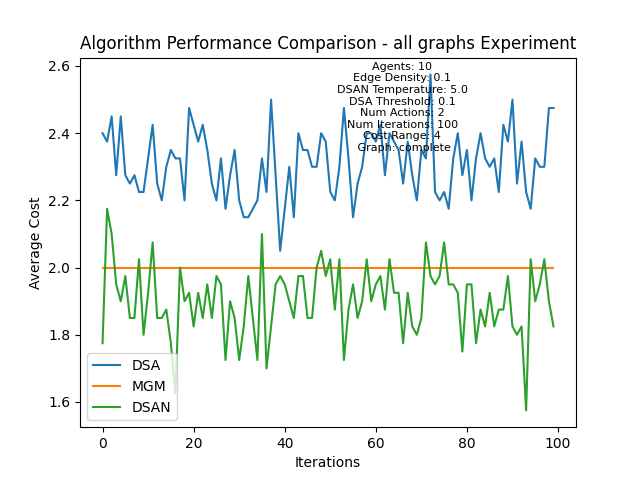 Algorithm Performance Comparison - all graphs Experiment
2.6
2.4
2.2
2.0
1.8
1.6
Average Cost
Agents: 10
Edge Density: 0.1
DSAN Temperature: 5.0
DSA Threshold: 0.1
Num Actions: 2
Num Iterations: 100
Cost Range: 4
Graph: complete
DSA
MGM
DSAN
0 20 40 60 80 100
Iterations